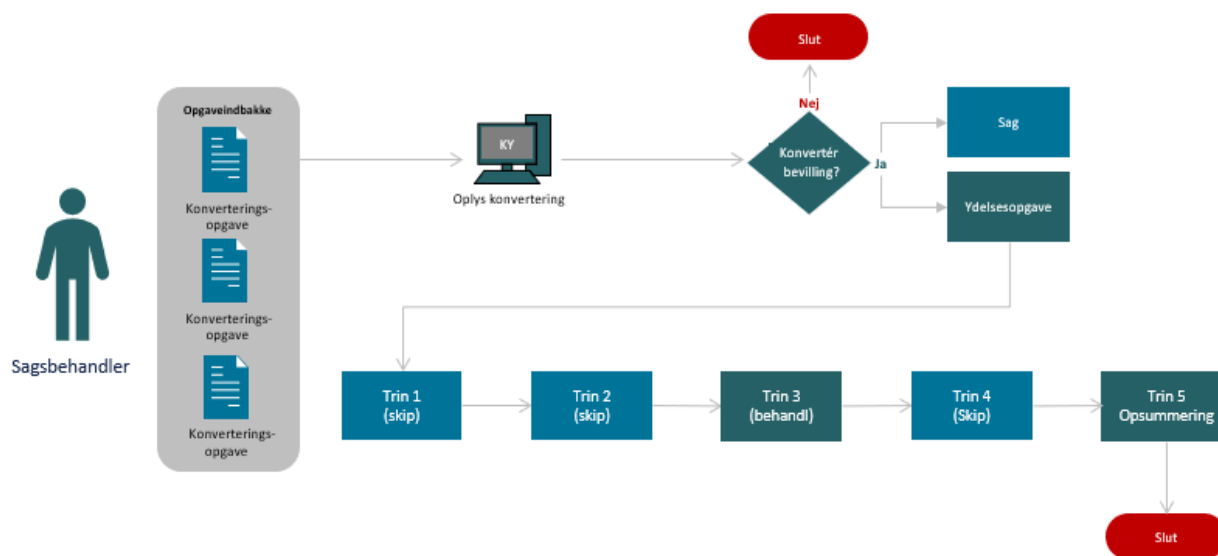 Slut
Opgaveindbakke
Nej
Sag
KY
Konvertér
bevilling?
Ja
Oplys konvertering
Konverterings-
opgave
Ydelsesopgave
Konverterings-
opgave
Sagsbehandler
Trin 1
(skip)
Trin 2
(skip)
Trin 3
(behandl)
Trin 4
(Skip)
Trin 5
Opsummering
Konverterings-
opgave
Slut